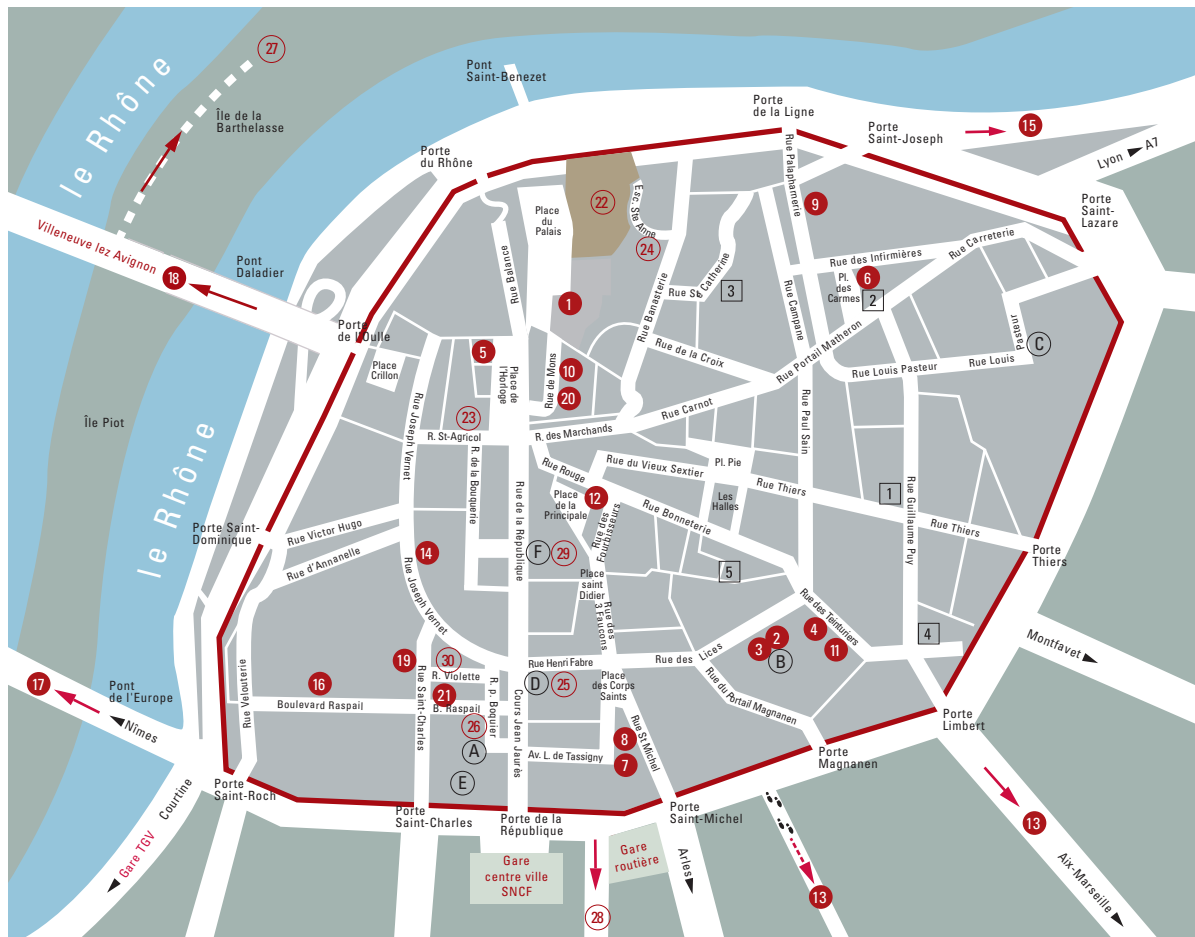 27
Pont
Saint-Benezet
le Rhône
Île de la
Barthelasse
Porte
de la Ligne
Porte
Saint-Joseph
15
Lyon
A7
Porte
du Rhône
Porte
Saint-
Lazare
Villeneuve lez Avignon
18
Pont
Daladier
Place
du
Palais
22
Esc. Ste Anne
24
Rue Palapharnerie
9
Rue Balance
Rue Banasterie
Rue Ste Catherine
3
Rue des Infirmières
Rue Carreterie
Pl.
des
Carmes
6
2
Rue Campane
1
Porte
de l'Oulle
Place
Crillon
5
Place de
l'Horloge
Rue de Mons
10
20
Rue de la Croix
Rue Portail Matheron
Rue Louis Pasteur
Rue Louis
Pasteur
C
Île Piot
Rue Joseph Vernet
23
R. St-Agricol
R. des Marchands
Rue Carnot
Rue Paul Sain
R. de la Bouquerie
Rue Rouge
Rue du Vieux Sextier
Pl. Pie
Rue Thiers
1
Rue Guillaume Puy
Rue Thiers
Porte
Thiers
le Rhône
Porte Saint-
Dominique
Rue Victor Hugo
Rue d'Annanelle
14
Rue de la République
Place
de la
Principale
12
Rue des
Fourbisseurs
Rue Bonneterie
Les
Halles
F
29
Place
saint
Didier
5
Rue Joseph Vernet
Rue des
3 Faucons
Rue des Teinturiers
4
11
2
3
B
4
Montfavet
17
Pont
de l'Europe
Nîmes
Rue Velouterie
16
Boulevard Raspail
19
Rue Saint-Charles
30
R. Violette
21
B. Raspail
R. p. Boquier
26
A
E
Rue Henri Fabre
Rue des Lices
D
25
Cours Jean Jaurès
Place
des Corps
Saints
Rue du Portail Magnanen
8
7
Rue St Michel
Av. L. de Tassigny
Porte
Limbert
Porte
Magnanen
Courtine
Gare TGV
Porte
Saint-Roch
Porte
Saint-Charles
Porte de la
République
Porte
Saint-Michel
Gare
centre ville
SNCF
Gare
routière
Arles
28
13
13
Aix-Marseille